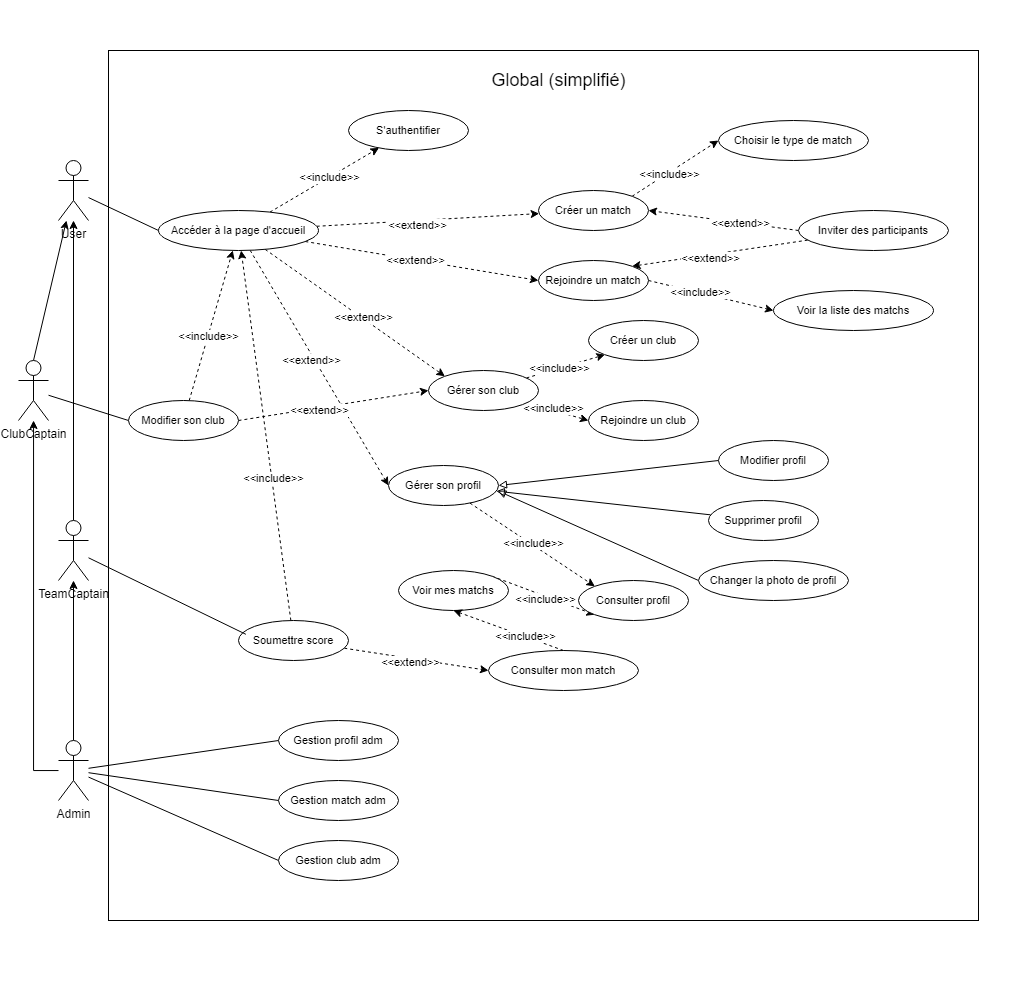 Global (simplifié)
S'authentifier
Choisir le type de match
<<include>>
<<include>>
Créer un match
User
Accéder à la page d'accueil
<<extend>>
<<extend>>
Inviter des participants
<<extend>>
<<extend>>
Rejoindre un match
<<include>>
Voir la liste des matchs
<<extend>>
<<include>>
Créer un club
<<extend>>
<<include>>
Gérer son club
<<extend>>
<<include>>
ClubCaptain
Modifier son club
Rejoindre un club
Modifier profil
<<include>>
Gérer son profil
Supprimer profil
<<include>>
TeamCaptain
Voir mes matchs
<<include>>
Consulter profil
Changer la photo de profil
Soumettre score
<<include>>
<<extend>>
Consulter mon match
Gestion profil adm
Gestion match adm
Admin
Gestion club adm